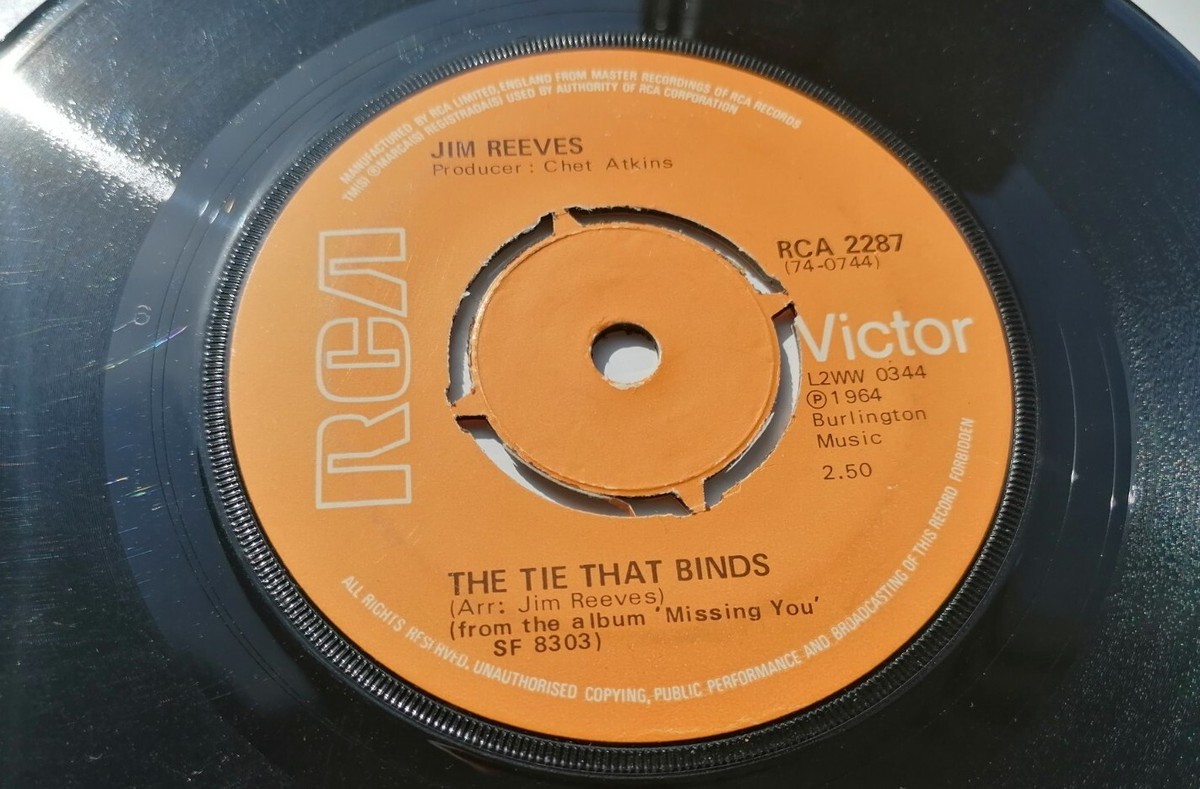 MANUFACTURED BY RCA LIMITED, ENGLAND FROM MASTER RECORDINGS OF RCA RECORDS
TM(S) ® MARCA(S) REGISTRADA(S) USED BY AUTHORITY OF RCA CORPORATION
JIM REEVES
Producer : Chet Atkins
RCA 2287
(74-0744)
RCA
Victor
L2WW 0344
Ⓟ1964
Burlington
Music
2.50
THE TIE THAT BINDS
(Arr: Jim Reeves)
(from the album 'Missing You'
SF 8303)
ALL RIGHTS RESERVED. UNAUTHORISED COPYING, PUBLIC PERFORMANCE AND BROADCASTING OF THIS RECORD FORBIDDEN